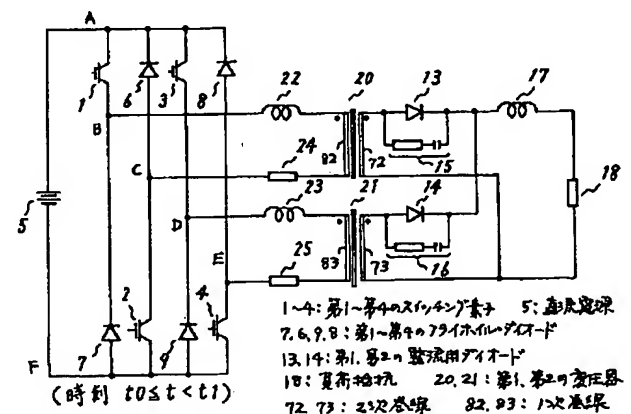 A
1
6
3
8
22
20
13
17
B
82
72
15
24
C
23
21
14
18
5
D
83
73
16
E
25
2
4
7
9
F
(時刻 t0≤t<t1)
1~4:第1~第4のスイッチング素子 5:直流電源
7,6,9,8:第1~第4のフライホイル・ダイオード
13,14:第1,第2の整流用ダイオード
18:負荷抵抗 20,21:第1,第2の変圧器
72,73:2次巻線 82,83:1次巻線